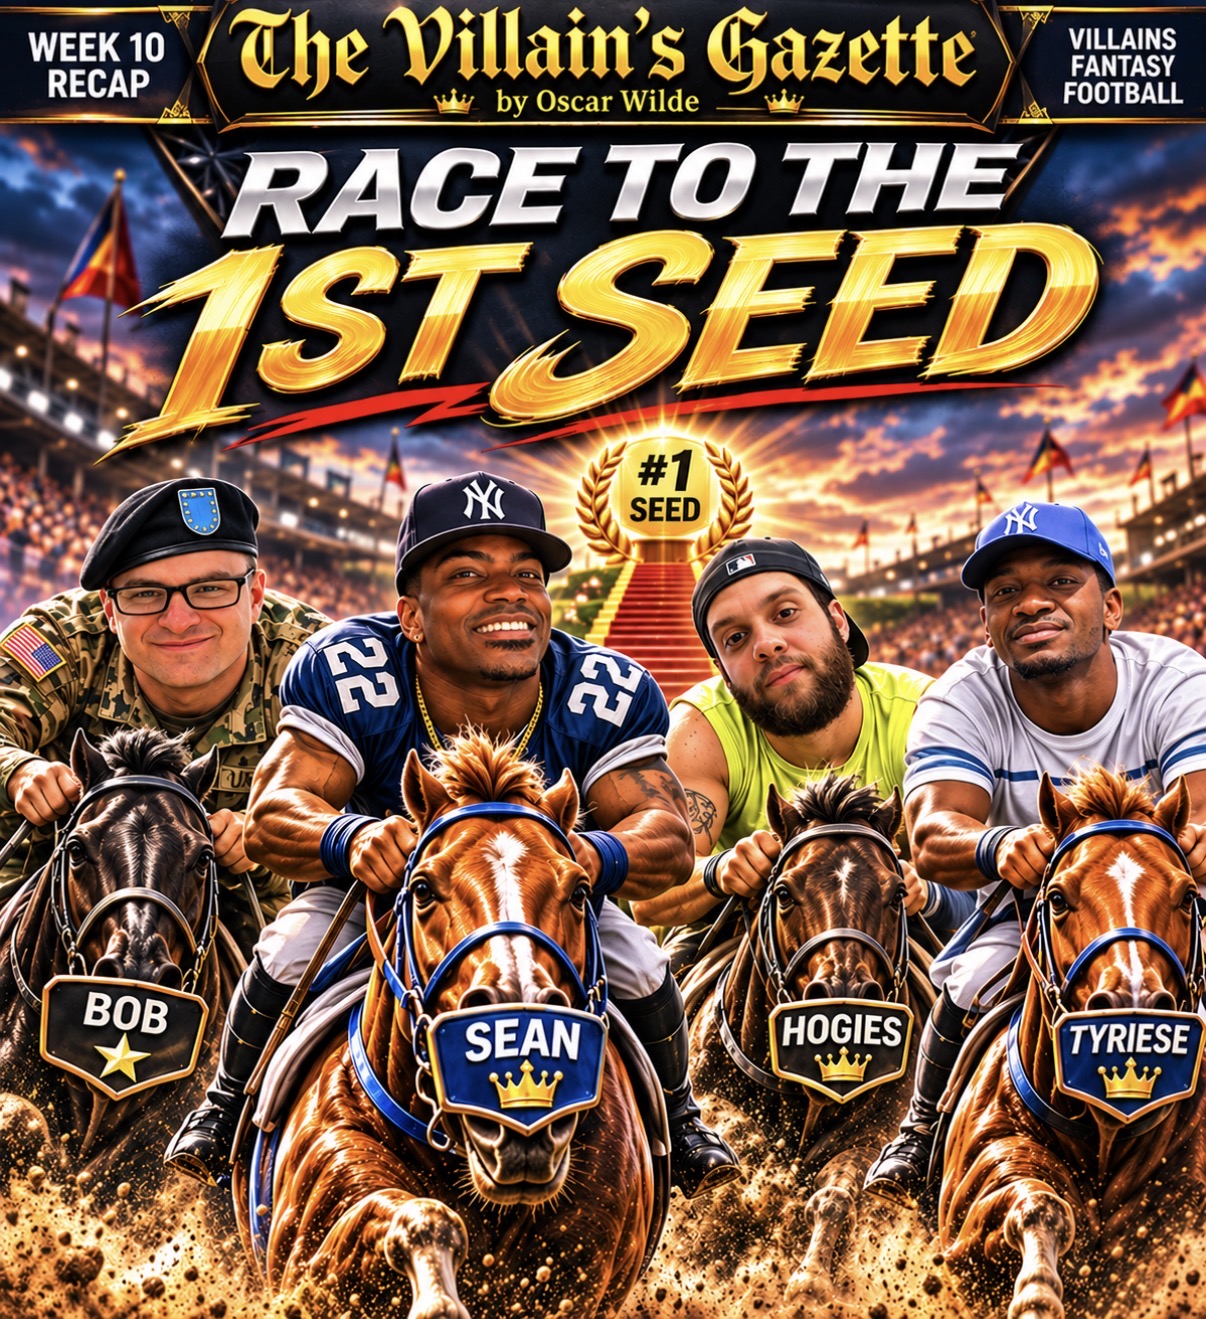 WEEK 10
RECAP
The Villain's Gazette
by Oscar Wilde
VILLAINS
FANTASY
FOOTBALL
RACE TO THE
1ST SEED
#1
SEED
NY
22
22
NY
BOB
SEAN
HOGIES
TYRIESE